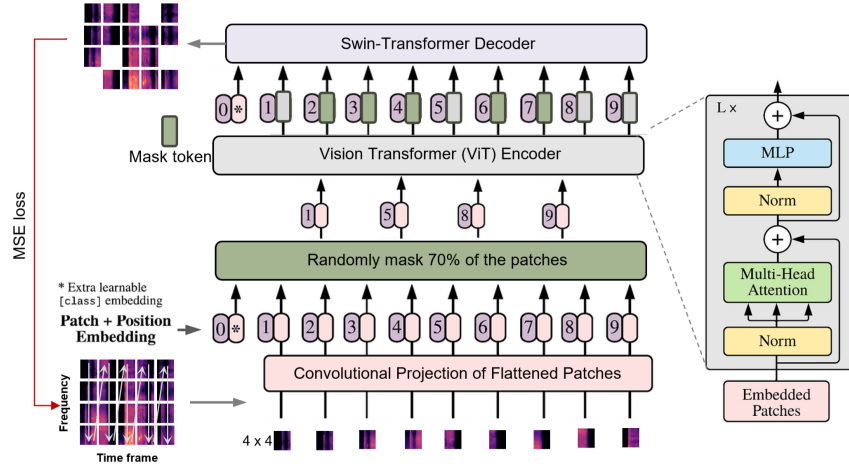 Swin-Transformer Decoder
0 * 1 2 3 4 5 6 7 8 9
Mask token
Vision Transformer (ViT) Encoder
1 5 8 9
MSE loss
Randomly mask 70% of the patches
* Extra learnable
[class] embedding
Patch + Position
Embedding
0 * 1 2 3 4 5 6 7 8 9
Convolutional Projection of Flattened Patches
Frequency
Time frame
4 x 4
L ×
+
MLP
Norm
+
Multi-Head
Attention
Norm
Embedded
Patches